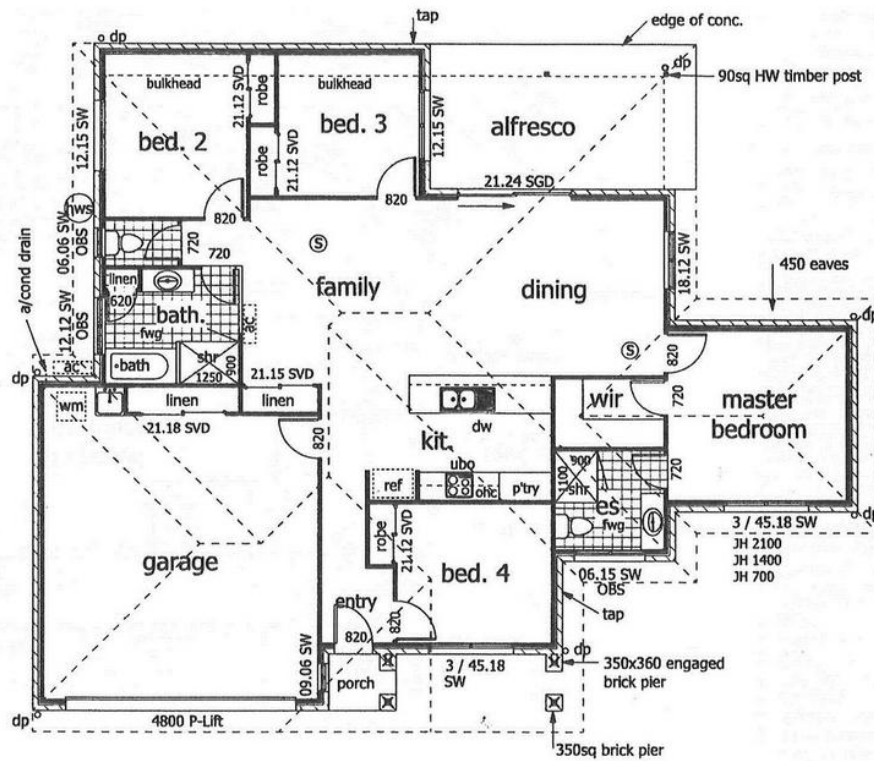 tap
edge of conc.
dp
dp
90sq HW timber post
bulkhead
robe
bulkhead
21.12 SVD
bed. 2
bed. 3
alfresco
12.15 SW
12.15 SW
robe
21.12 SVD
21.24 SGD
820
820
hws
06.06 SW
OBS
720
720
S
a/cond drain
linen
620
family
dining
18.12 SW
450 eaves
bath.
fwg
ac
12.12 SW
OBS
dp
S
820
ac
bath
shr
900
1250
21.15 SVD
dp
wm
linen
linen
21.18 SVD
820
dw
kit.
wir
720
master
bedroom
ubo
ref
ohc
p'try
900
1100
shr
720
es
fwg
dp
garage
robe
21.12 SVD
3 / 45.18 SW
JH 2100
JH 1400
JH 700
bed. 4
06.15 SW
OBS
tap
entry
820
820
dp
09.06 SW
porch
3 / 45.18
SW
350x360 engaged
brick pier
dp
4800 P-Lift
dp
350sq brick pier